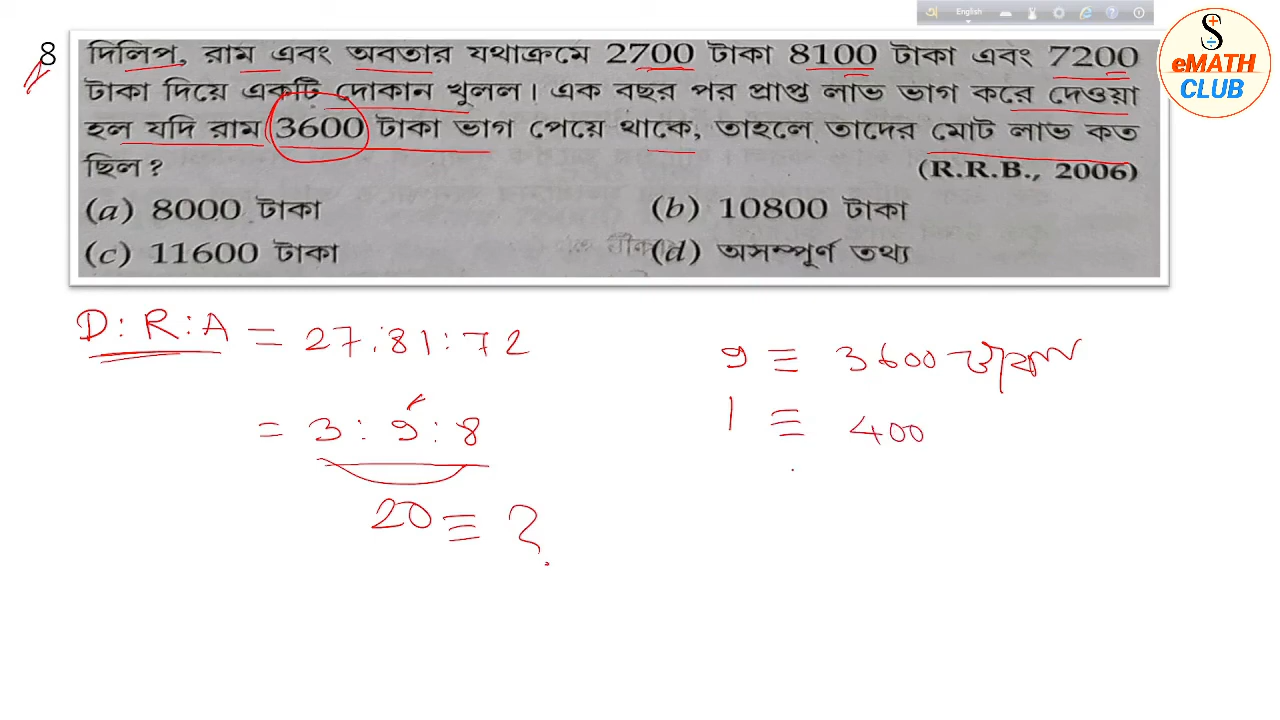 English
S
eMATH
CLUB
8
দিলিপ, রাম এবং অবতার যথাক্রমে 2700 টাকা 8100 টাকা এবং 7200
টাকা দিয়ে একটি দোকান খুলল। এক বছর পর প্রাপ্ত লাভ ভাগ করে দেওয়া
হল যদি রাম 3600 টাকা ভাগ পেয়ে থাকে, তাহলে তাদের মোট লাভ কত
ছিল?
(R.R.B., 2006)
(a) 8000 টাকা
(b) 10800 টাকা
(c) 11600 টাকা
(d) অসম্পূর্ণ তথ্য
D : R : A = 27 : 81 : 72
= 3 : 9 : 8
20 ≡ ?
9 ≡ 3600 টাকা
1 ≡ 400